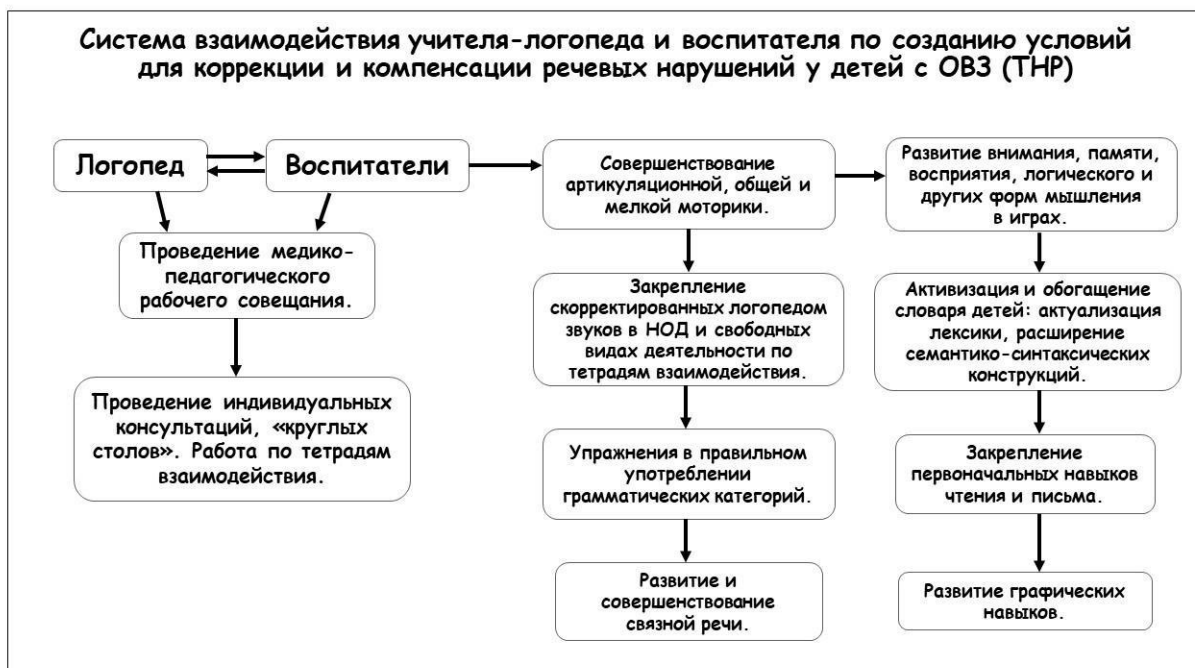 Система взаимодействия учителя-логопеда и воспитателя по созданию условий
для коррекции и компенсации речевых нарушений у детей с ОВЗ (ТНР)
Логопед
Воспитатели
Проведение медико-
педагогического
рабочего совещания.
Проведение индивидуальных
консультаций, «круглых
столов». Работа по тетрадям
взаимодействия.
Совершенствование
артикуляционной, общей и
мелкой моторики.
Закрепление
скорректированных логопедом
звуков в НОД и свободных
видах деятельности по
тетрадям взаимодействия.
Упражнения в правильном
употреблении
грамматических категорий.
Развитие и
совершенствование
связной речи.
Развитие внимания, памяти,
восприятия, логического и
других форм мышления
в играх.
Активизация и обогащение
словаря детей: актуализация
лексики, расширение
семантико-синтаксических
конструкций.
Закрепление
первоначальных навыков
чтения и письма.
Развитие графических
навыков.